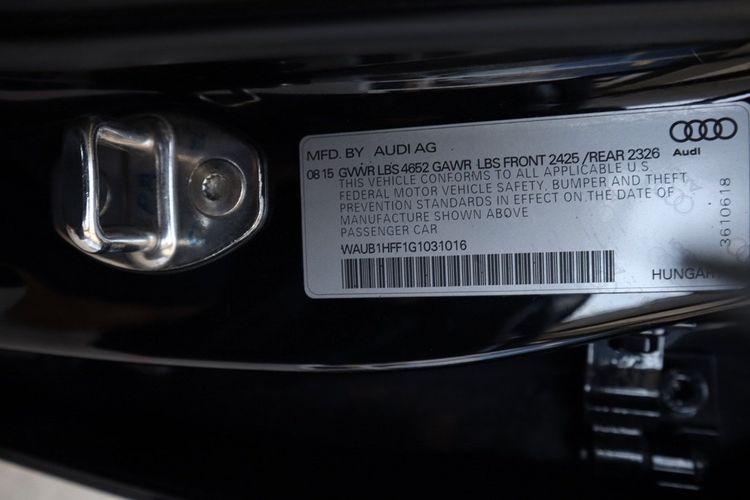 MFD. BY AUDI AG
Audi
08 15 GVWR LBS 4652 GAWR LBS FRONT 2425 / REAR 2326
THIS VEHICLE CONFORMS TO ALL APPLICABLE U.S
FEDERAL MOTOR VEHICLE SAFETY, BUMPER AND THEFT
PREVENTION STANDARDS IN EFFECT ON THE DATE OF
MANUFACTURE SHOWN ABOVE
PASSENGER CAR
WAUB1HFF1G1031016
3610618